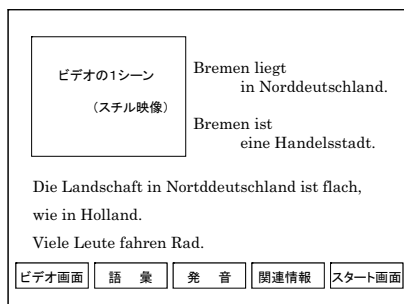 ビデオの1シーン
（スチル映像）
Bremen liegt
in Norddeutschland.
Bremen ist
eine Handelsstadt.
Die Landschaft in Nortddeutschland ist flach,
wie in Holland.
Viele Leute fahren Rad.
ビデオ画面 語 彙 発 音 関連情報 スタート画面